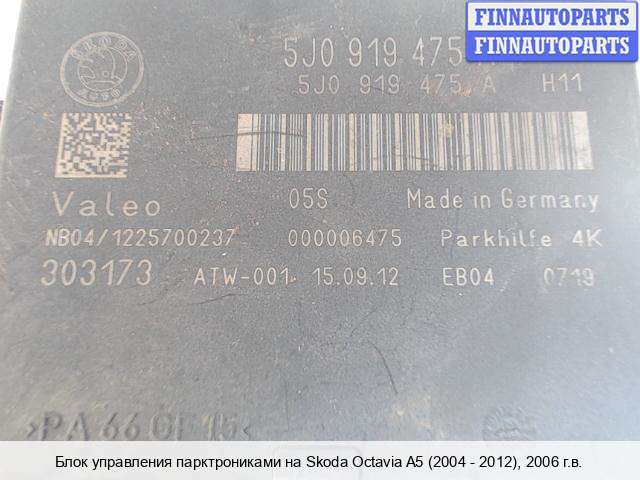 FINNAUTOPARTS
FINNAUTOPARTS
SKODA
AUTO
5J0 919 475
5J0 919 475 A H11
Valeo 05S Made in Germany
NB04/1225700237 000006475 Parkhilfe 4K
303173 ATW-001 15.09.12 EB04 0719
>PA 66 GF 15<
Блок управления парктрониками на Skoda Octavia A5 (2004 - 2012), 2006 г.в.